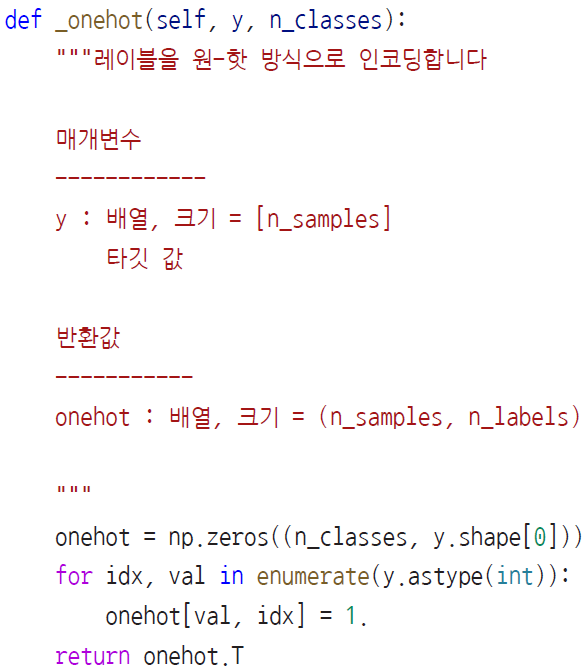 def _onehot(self, y, n_classes):
"""레이블을 원-핫 방식으로 인코딩합니다
매개변수
------------
y : 배열, 크기 = [n_samples]
타깃 값
반환값
-----------
onehot : 배열, 크기 = (n_samples, n_labels)
"""
onehot = np.zeros((n_classes, y.shape[0]))
for idx, val in enumerate(y.astype(int)):
onehot[val, idx] = 1.
return onehot.T